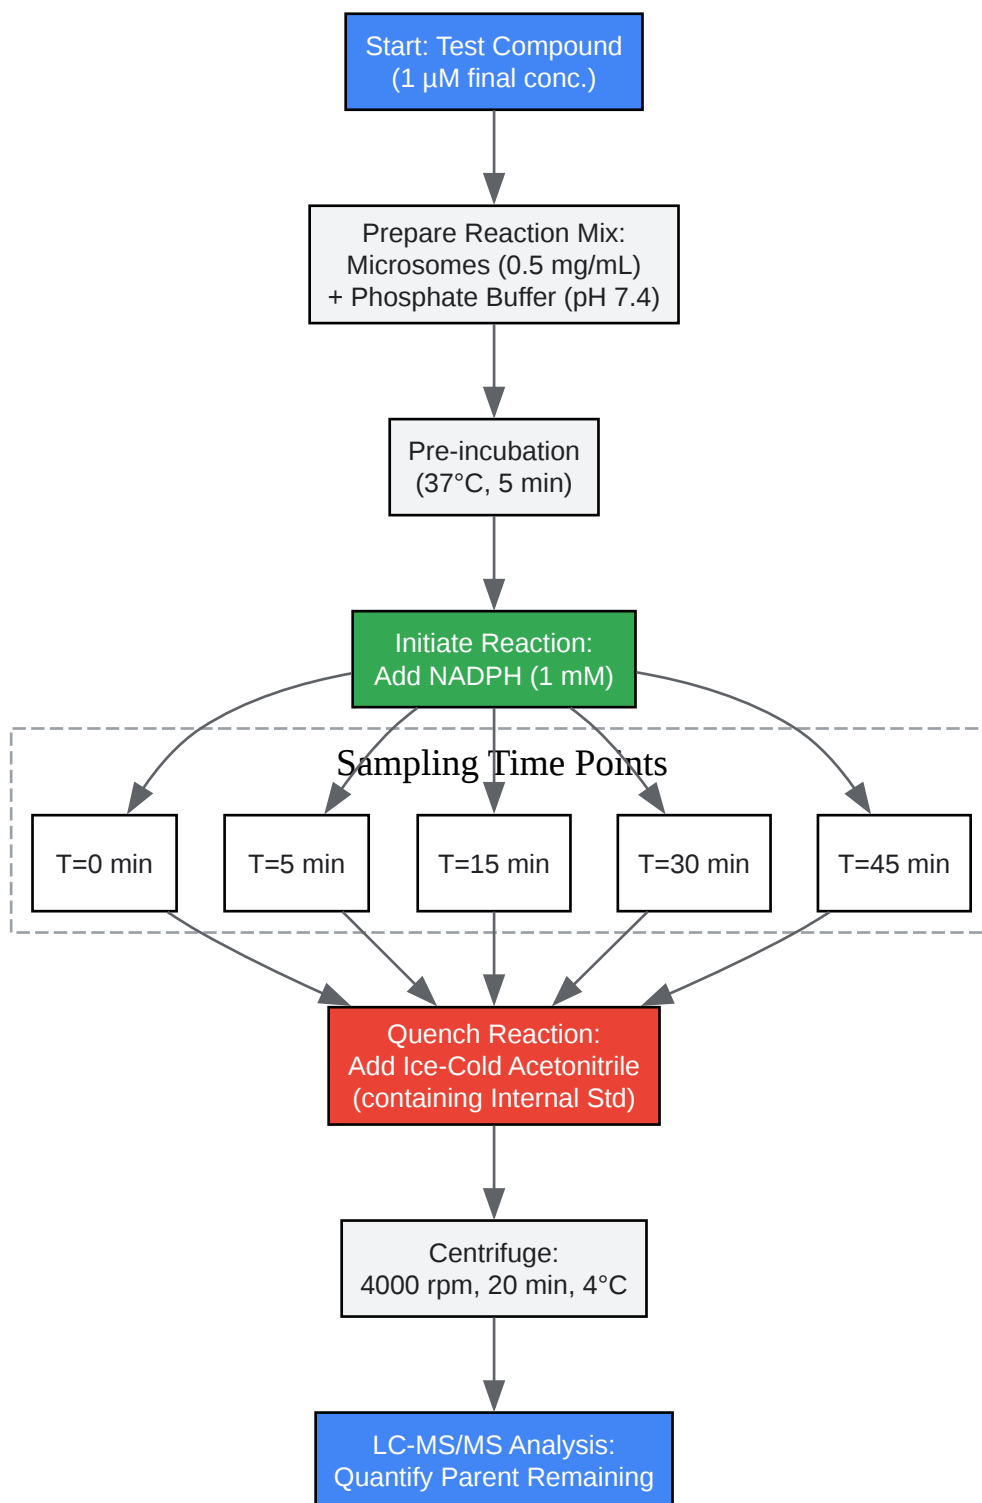 Start: Test Compound
(1 µM final conc.)
Prepare Reaction Mix:
Microsomes (0.5 mg/mL)
+ Phosphate Buffer (pH 7.4)
Pre-incubation
(37°C, 5 min)
Initiate Reaction:
Add NADPH (1 mM)
Sampling Time Points
T=0 min
T=5 min
T=15 min
T=30 min
T=45 min
Quench Reaction:
Add Ice-Cold Acetonitrile
(containing Internal Std)
Centrifuge:
4000 rpm, 20 min, 4°C
LC-MS/MS Analysis:
Quantify Parent Remaining